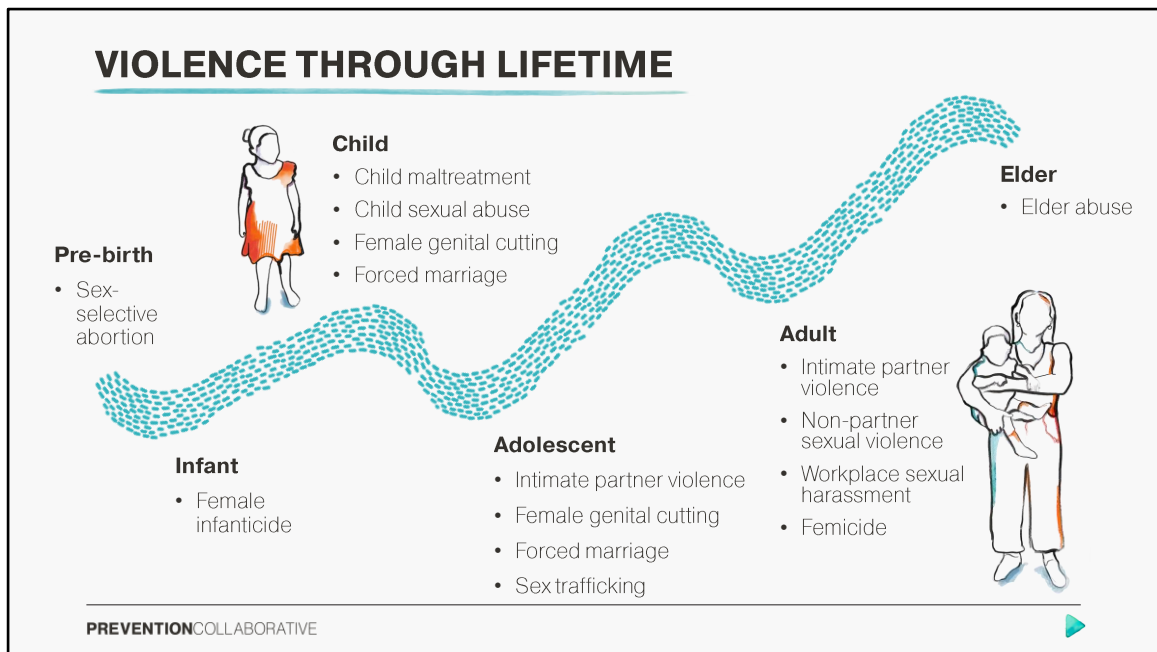 VIOLENCE THROUGH LIFETIME
Pre-birth
• Sex-
selective
abortion
Infant
• Female
infanticide
Child
• Child maltreatment
• Child sexual abuse
• Female genital cutting
• Forced marriage
Adolescent
• Intimate partner violence
• Female genital cutting
• Forced marriage
• Sex trafficking
Adult
• Intimate partner
violence
• Non-partner
sexual violence
• Workplace sexual
harassment
• Femicide
Elder
• Elder abuse
PREVENTIONCOLLABORATIVE